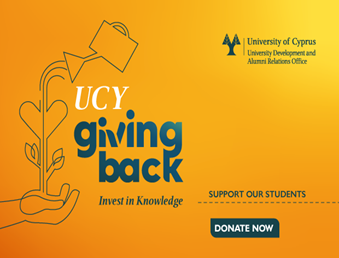 University of Cyprus
University Development and
Alumni Relations Office
UCY
giving
back
Invest in Knowledge
SUPPORT OUR STUDENTS
DONATE NOW